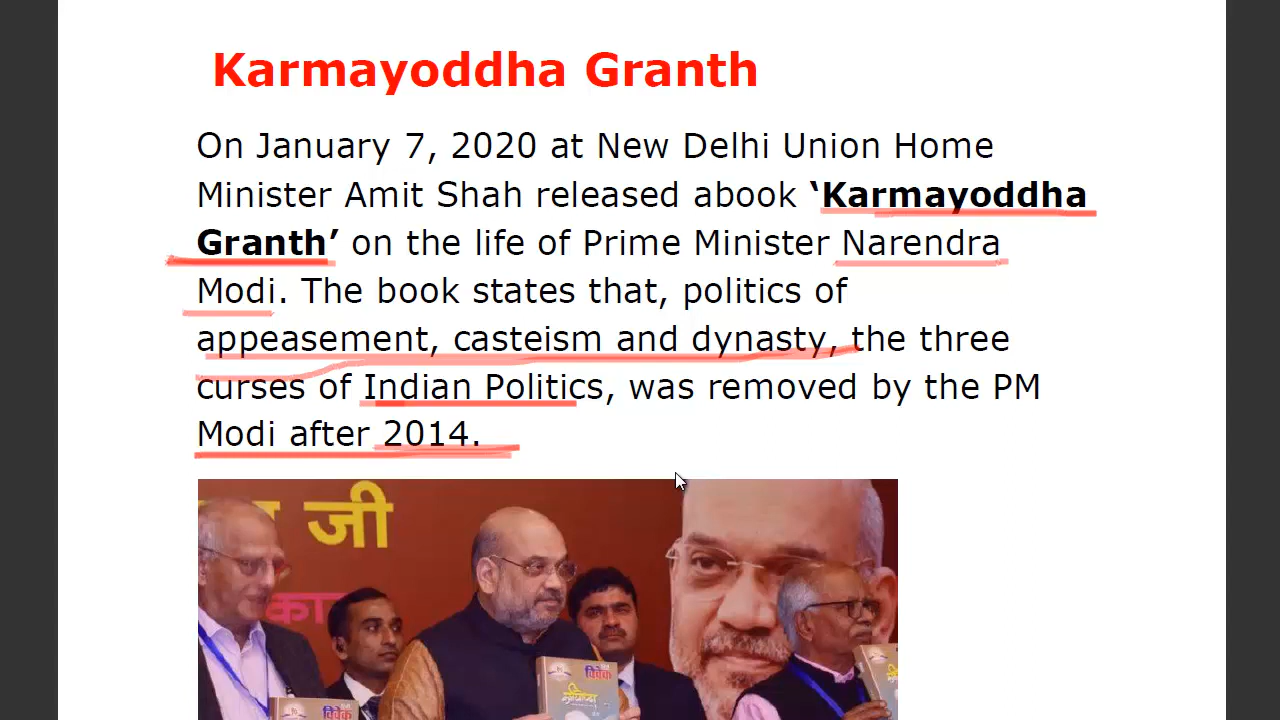 Karmayoddha Granth
On January 7, 2020 at New Delhi Union Home
Minister Amit Shah released abook ‘Karmayoddha
Granth’ on the life of Prime Minister Narendra
Modi. The book states that, politics of
appeasement, casteism and dynasty, the three
curses of Indian Politics, was removed by the PM
Modi after 2014.
जी
विवेक
विवेक